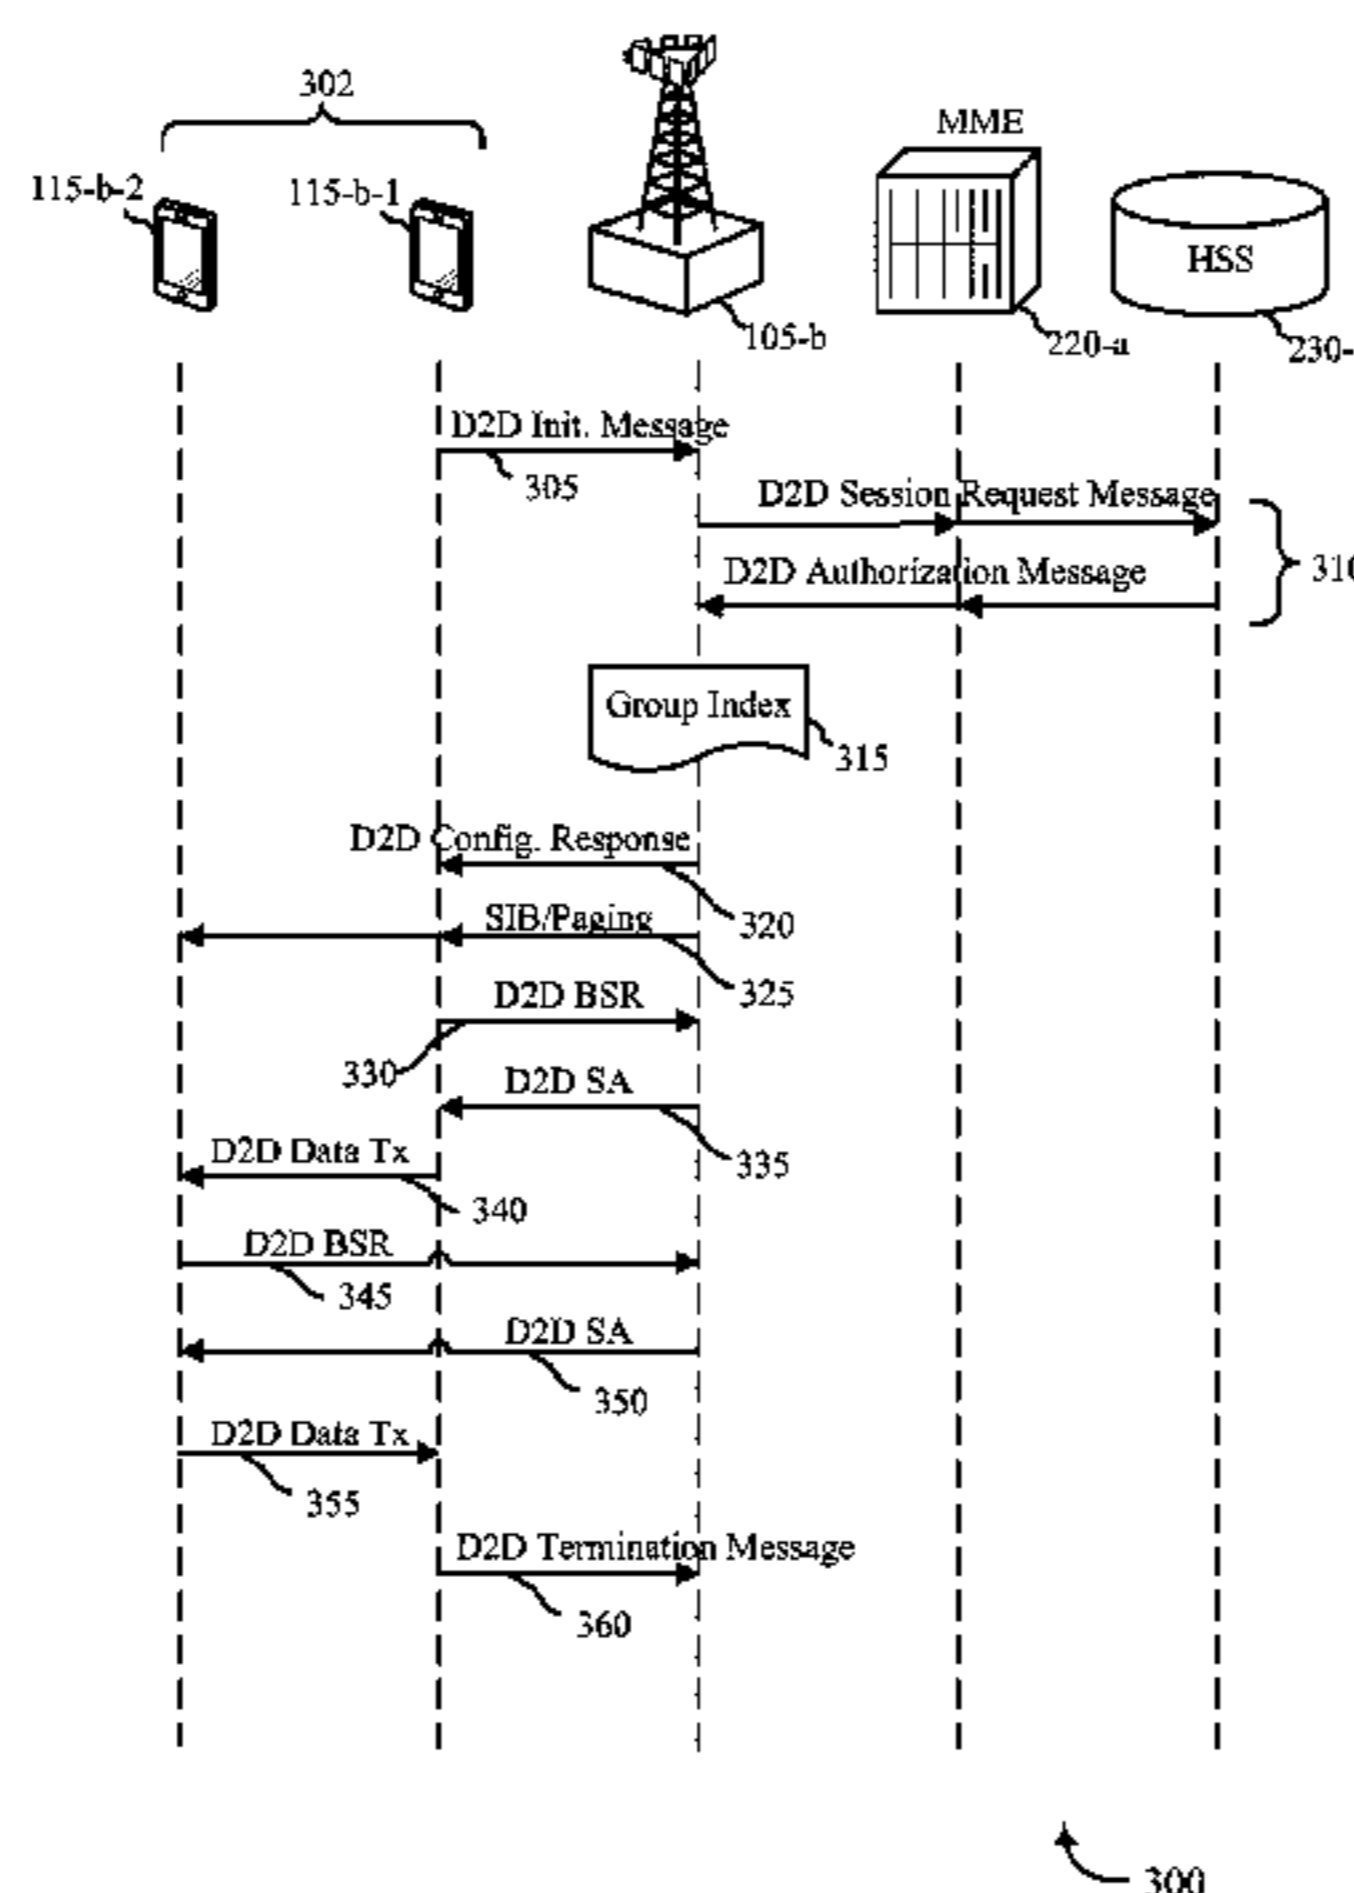 302
MME
115-b-2
115-b-1
HSS
105-b
220-a
230-
D2D Init. Message
305
D2D Session Request Message
310
D2D Authorization Message
Group Index
315
D2D Config. Response
320
SIB/Paging
325
D2D BSR
330
D2D SA
335
D2D Data Tx
340
D2D BSR
345
D2D SA
350
D2D Data Tx
355
D2D Termination Message
360
300